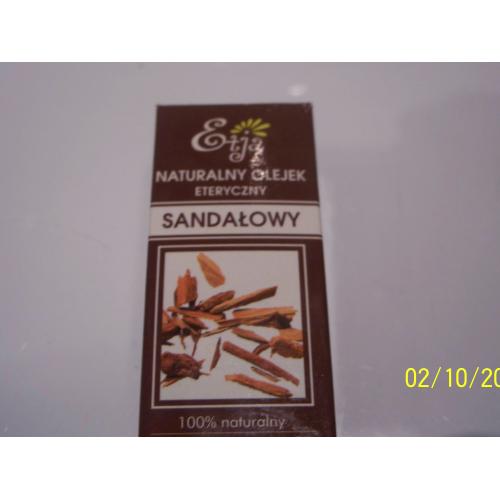 Etja
NATURALNY OLEJEK
ETERYCZNY
SANDAŁOWY
100% naturalny
02/10/20